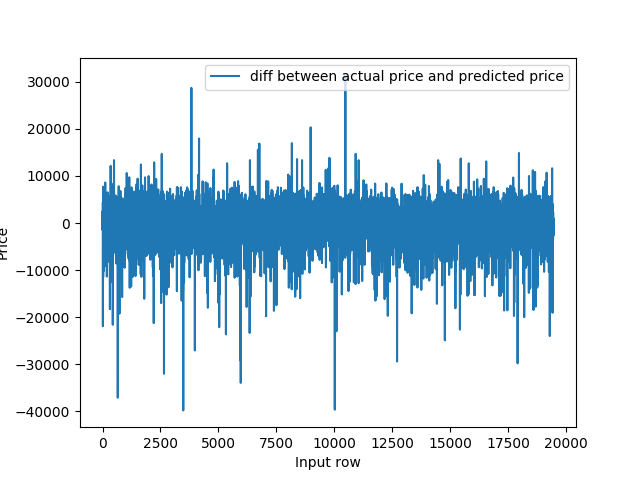 diff between actual price and predicted price
30000
20000
10000
0
−10000
−20000
−30000
−40000
Price
0 2500 5000 7500 10000 12500 15000 17500 20000
Input row